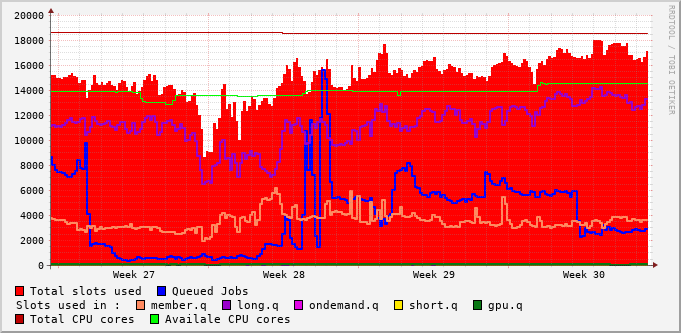 20000
18000
16000
14000
12000
10000
8000
6000
4000
2000
0
Week 27 Week 28 Week 29 Week 30
Total slots used Queued Jobs
Slots used in : member.q long.q ondemand.q short.q gpu.q
Total CPU cores Availale CPU cores
RRDTOOL / TOBI OETIKER